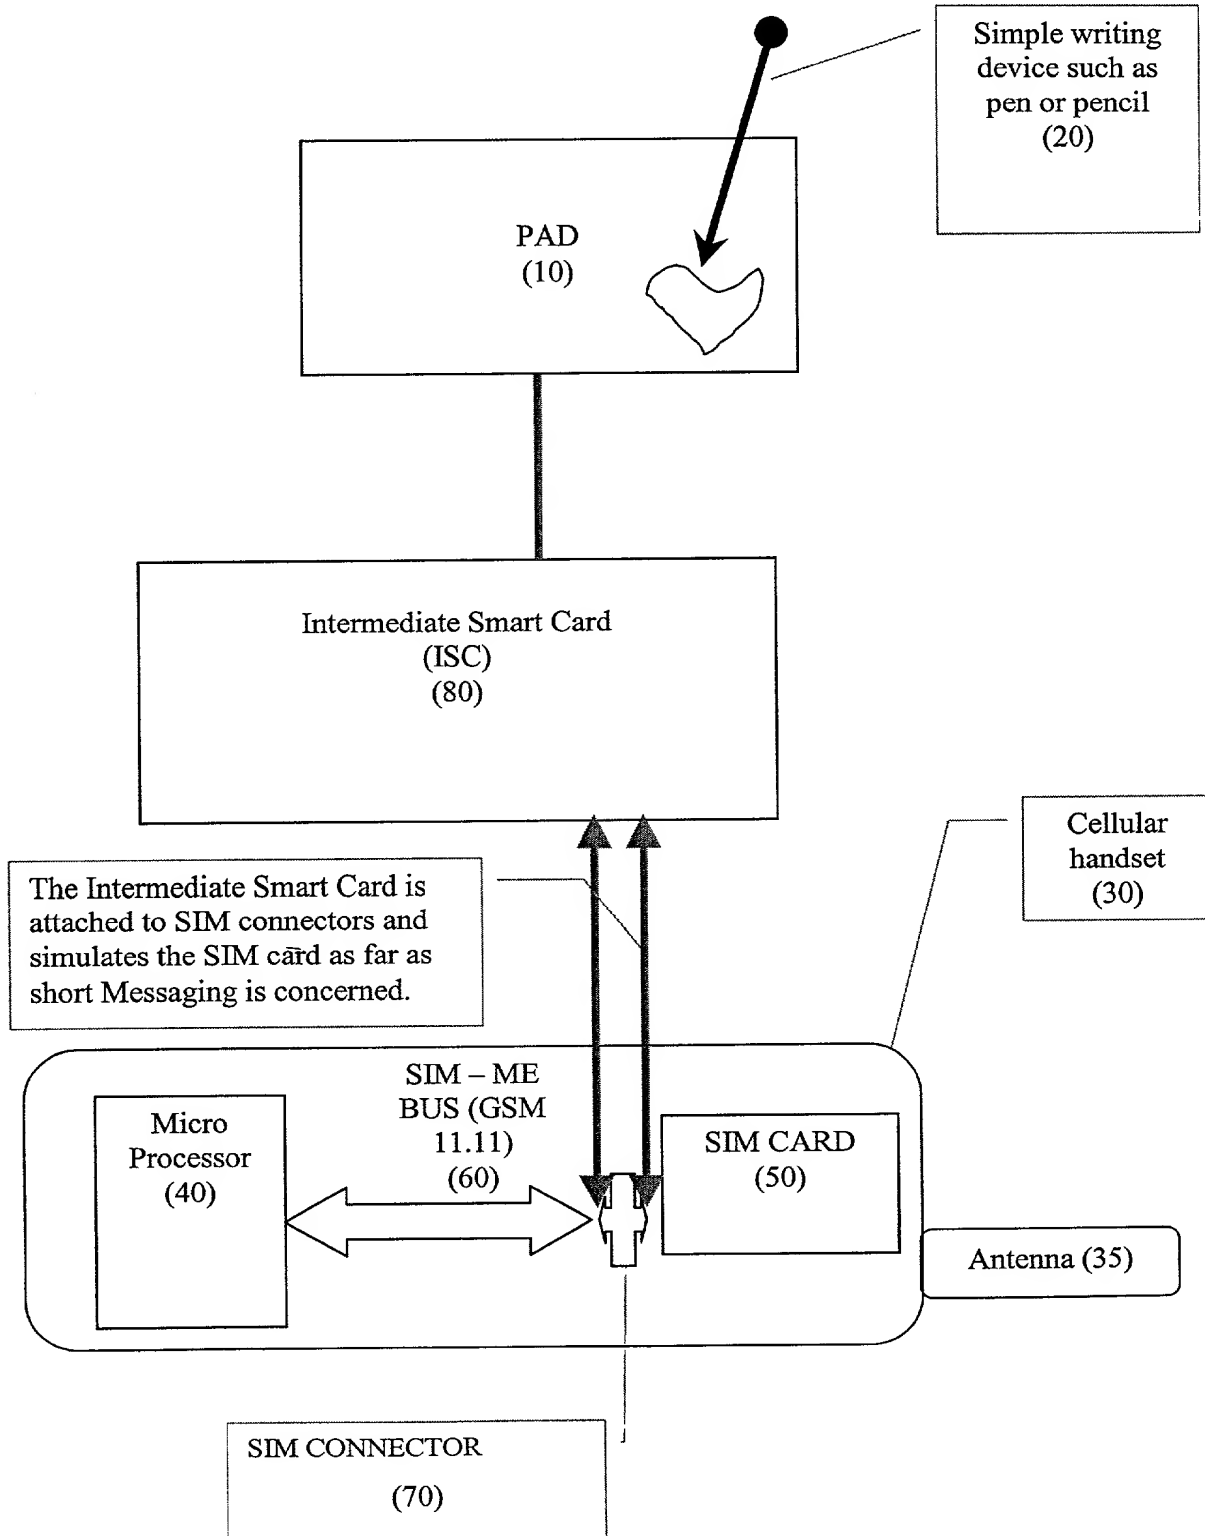 Simple writing
device such as
pen or pencil
(20)
PAD
(10)
Intermediate Smart Card
(ISC)
(80)
Cellular
handset
(30)
The Intermediate Smart Card is
attached to SIM connectors and
simulates the SIM card as far as
short Messaging is concerned.
SIM – ME
BUS (GSM
11.11)
(60)
Micro
Processor
(40)
SIM CARD
(50)
Antenna (35)
SIM CONNECTOR
(70)